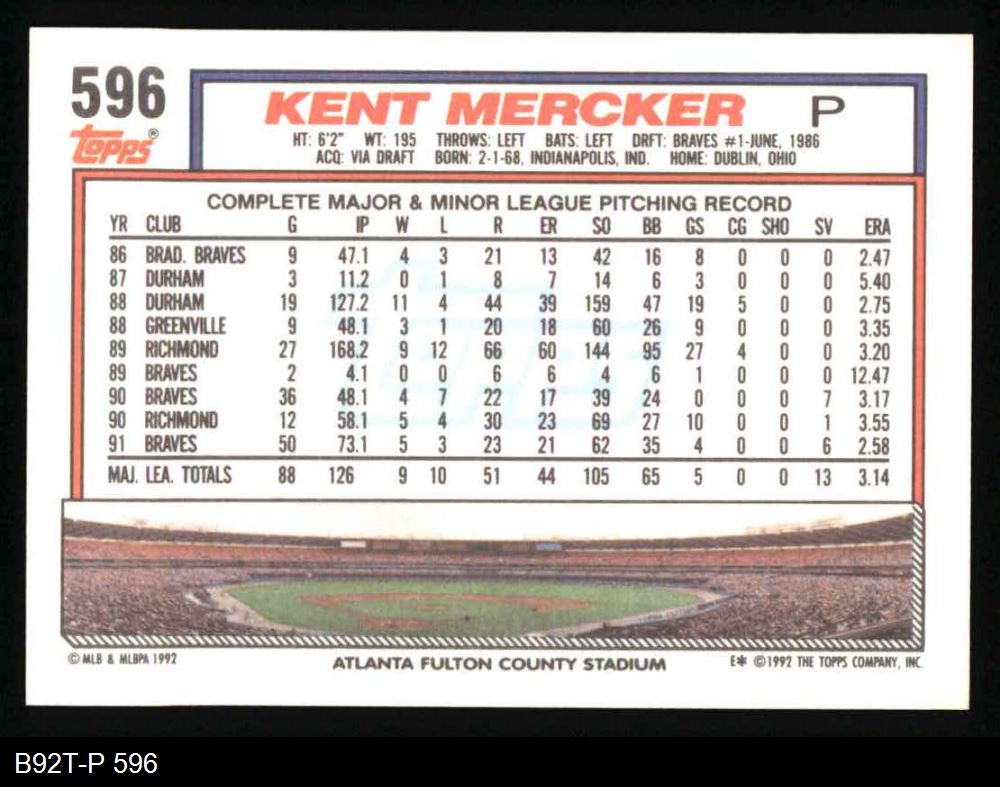 596
topps®
KENT MERCKER P
HT: 6'2" WT: 195 THROWS: LEFT BATS: LEFT DRFT: BRAVES #1-JUNE, 1986
ACQ: VIA DRAFT BORN: 2-1-68, INDIANAPOLIS, IND. HOME: DUBLIN, OHIO
COMPLETE MAJOR & MINOR LEAGUE PITCHING RECORD
YR CLUB G IP W L R ER SO BB GS CG SHO SV ERA
86 BRAD. BRAVES 9 47.1 4 3 21 13 42 16 8 0 0 0 2.47
87 DURHAM 3 11.2 0 1 8 7 14 6 3 0 0 0 5.40
88 DURHAM 19 127.2 11 4 44 39 159 47 19 5 0 0 2.75
88 GREENVILLE 9 48.1 3 1 20 18 60 26 9 0 0 0 3.35
89 RICHMOND 27 168.2 9 12 66 60 144 95 27 4 0 0 3.20
89 BRAVES 2 4.1 0 0 6 6 4 6 1 0 0 0 12.47
90 BRAVES 36 48.1 4 7 22 17 39 24 0 0 0 7 3.17
90 RICHMOND 12 58.1 5 4 30 23 69 27 10 0 0 1 3.55
91 BRAVES 50 73.1 5 3 23 21 62 35 4 0 0 6 2.58
MAJ. LEA. TOTALS 88 126 9 10 51 44 105 65 5 0 0 13 3.14
© MLB & MLBPA 1992
ATLANTA FULTON COUNTY STADIUM
E* ©1992 THE TOPPS COMPANY, INC.
B92T-P 596